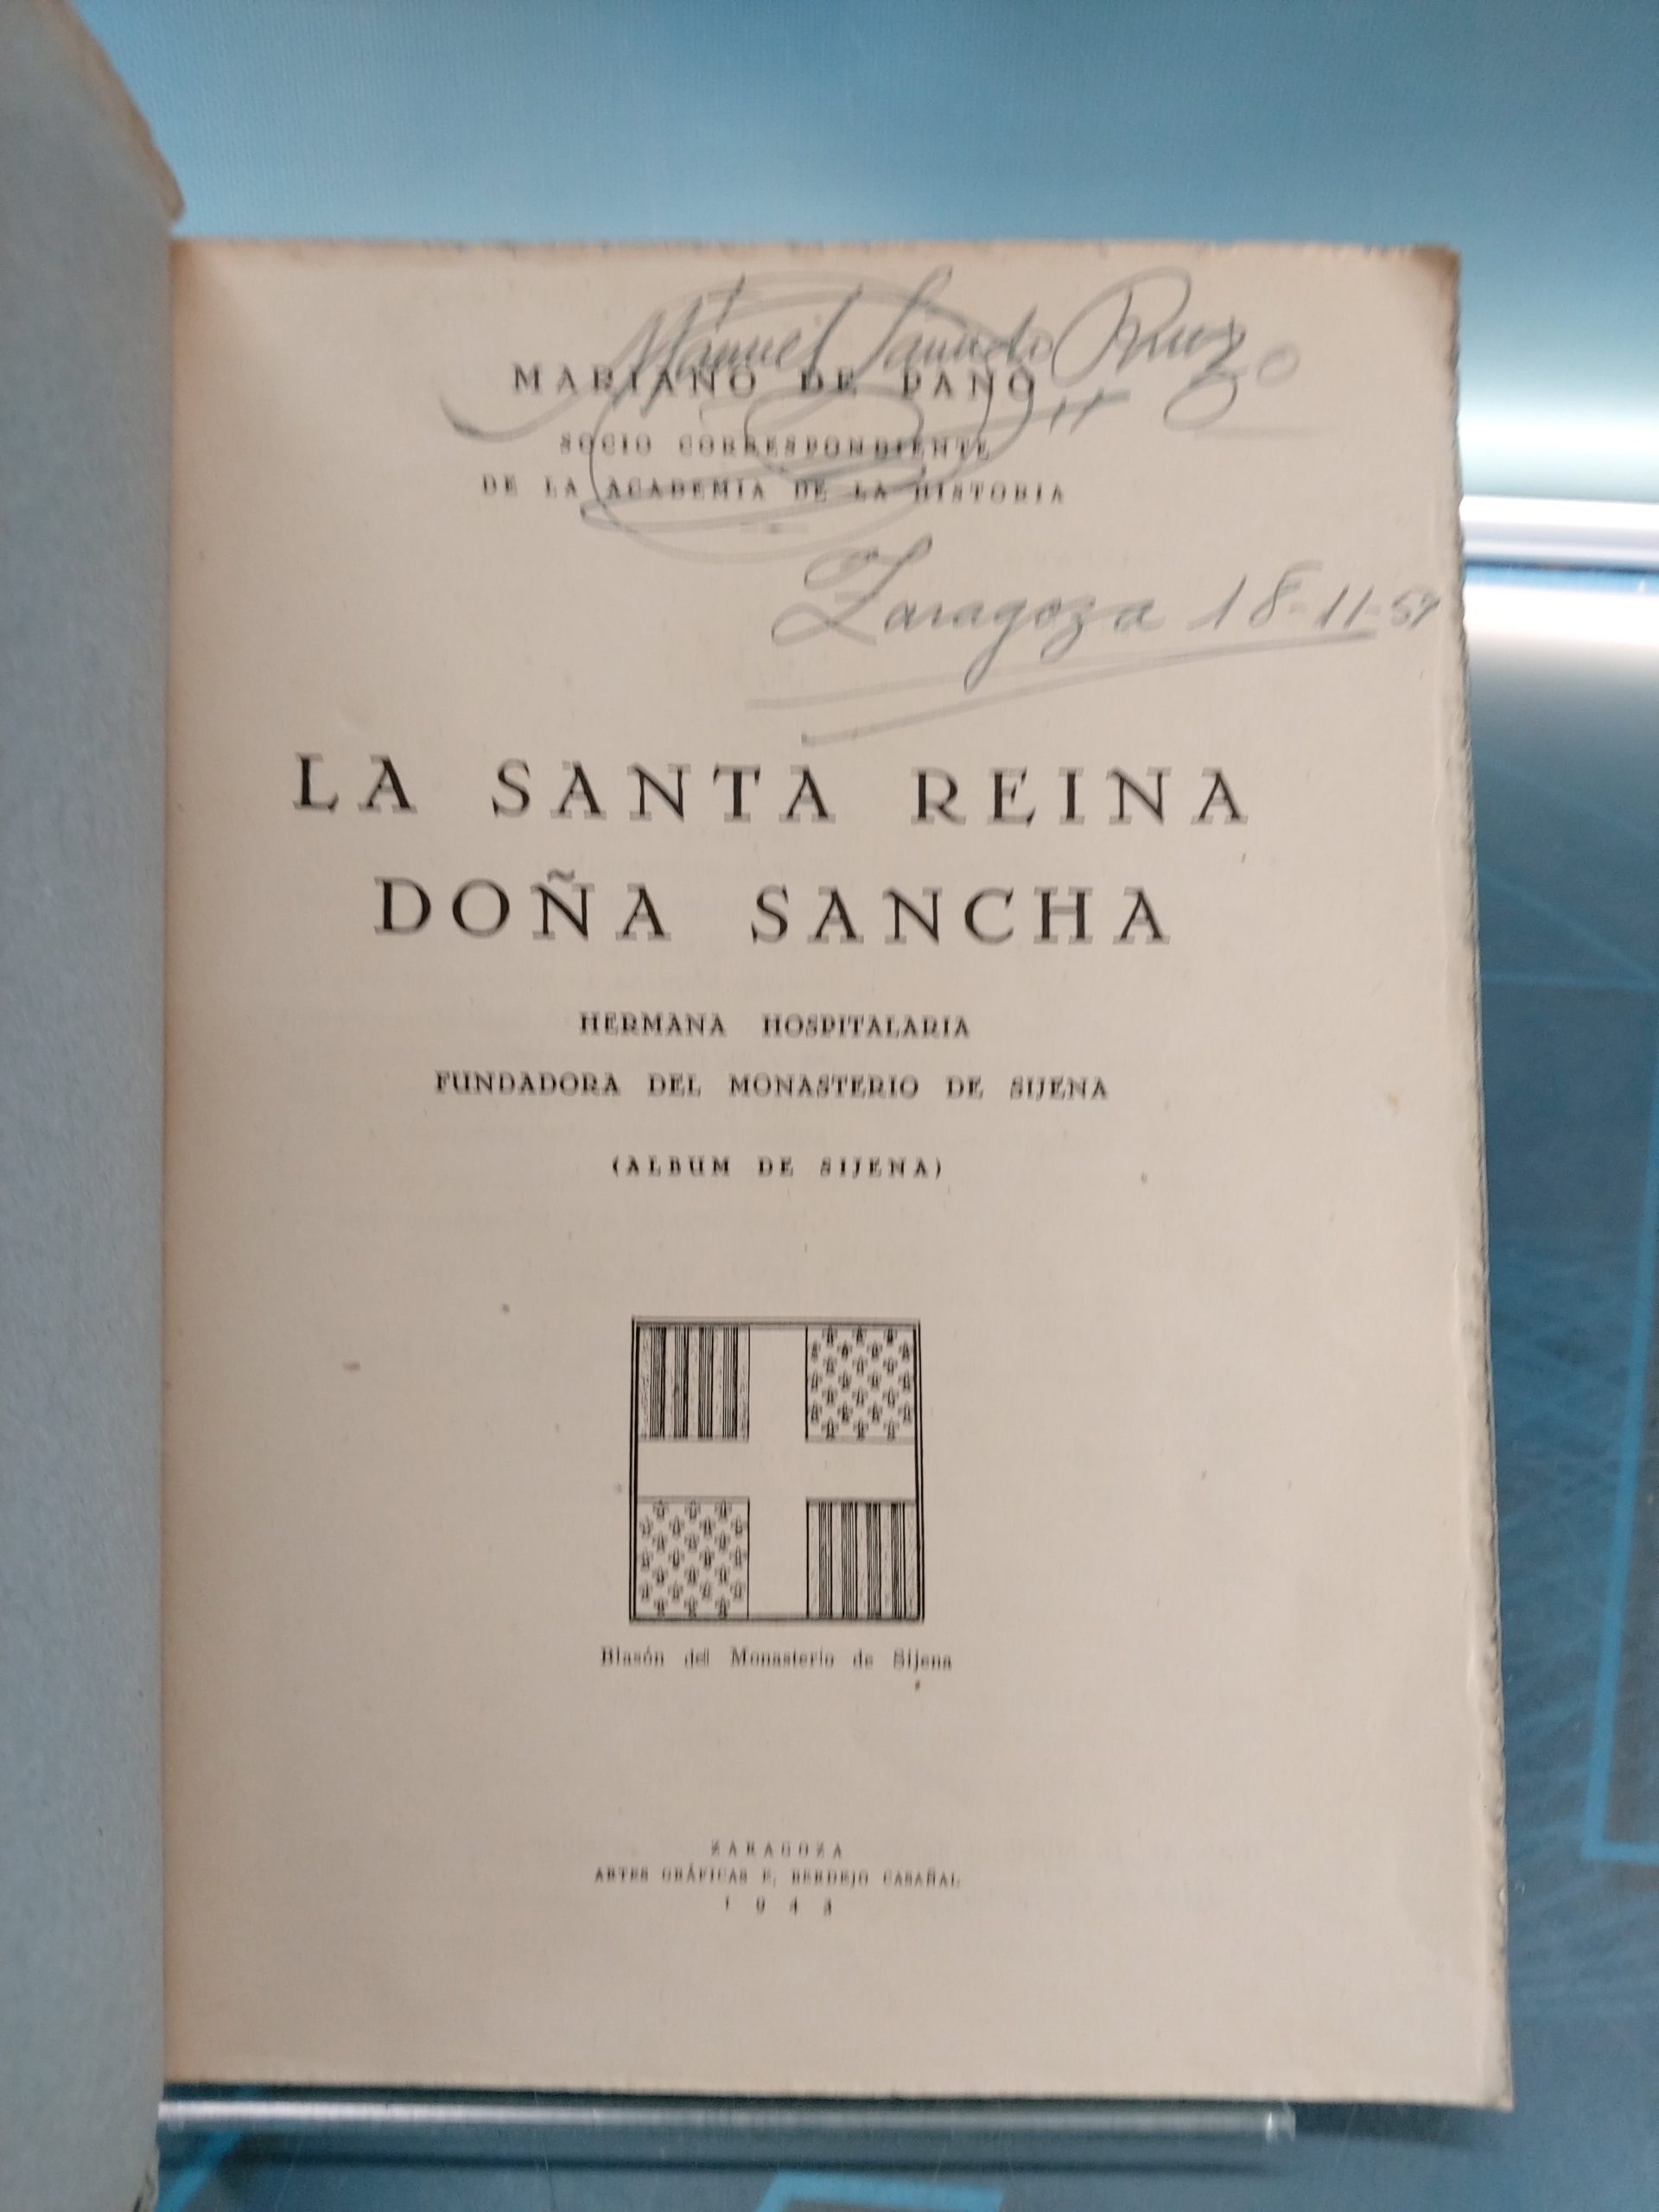 Manuel Ruiz
MARIANO DE PANO
SOCIO CORRESPONDIENTE
DE LA ACADEMIA DE LA HISTORIA
Zaragoza 18-11-59
LA SANTA REINA
DOÑA SANCHA
HERMANA HOSPITALARIA
FUNDADORA DEL MONASTERIO DE SIJENA
(ALBUM DE SIJENA)
Blasón del Monasterio de Sijena
ZARAGOZA
ARTES GRÁFICAS E. BERDEJO CASAÑAL
1943